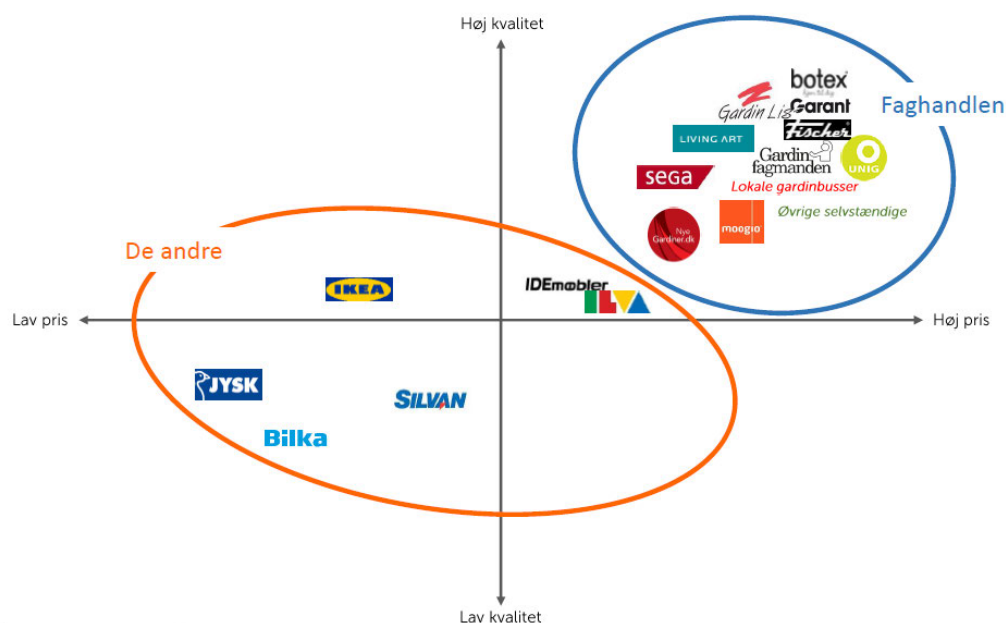 Høj kvalitet
botex
Gardin Lis
Garant
Faghandlen
Fischer
LIVING ART
Gardin
fagmanden
UNIG
sega
Lokale gardinbusser
Øvrige selvstændige
moogio
Nye
Gardiner.dk
De andre
IKEA
IDEmøbler
ILVA
Lav pris
Høj pris
JYSK
SILVAN
Bilka
Lav kvalitet